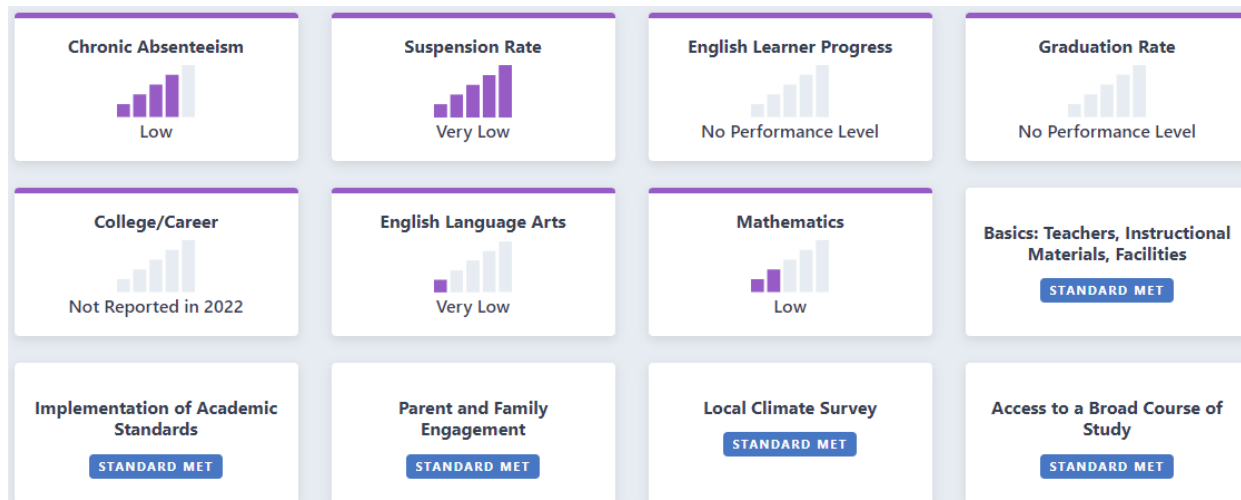 Chronic Absenteeism
Low
Suspension Rate
Very Low
English Learner Progress
No Performance Level
Graduation Rate
No Performance Level
College/Career
Not Reported in 2022
English Language Arts
Very Low
Mathematics
Low
Basics: Teachers, Instructional
Materials, Facilities
STANDARD MET
Implementation of Academic
Standards
STANDARD MET
Parent and Family
Engagement
STANDARD MET
Local Climate Survey
STANDARD MET
Access to a Broad Course of
Study
STANDARD MET